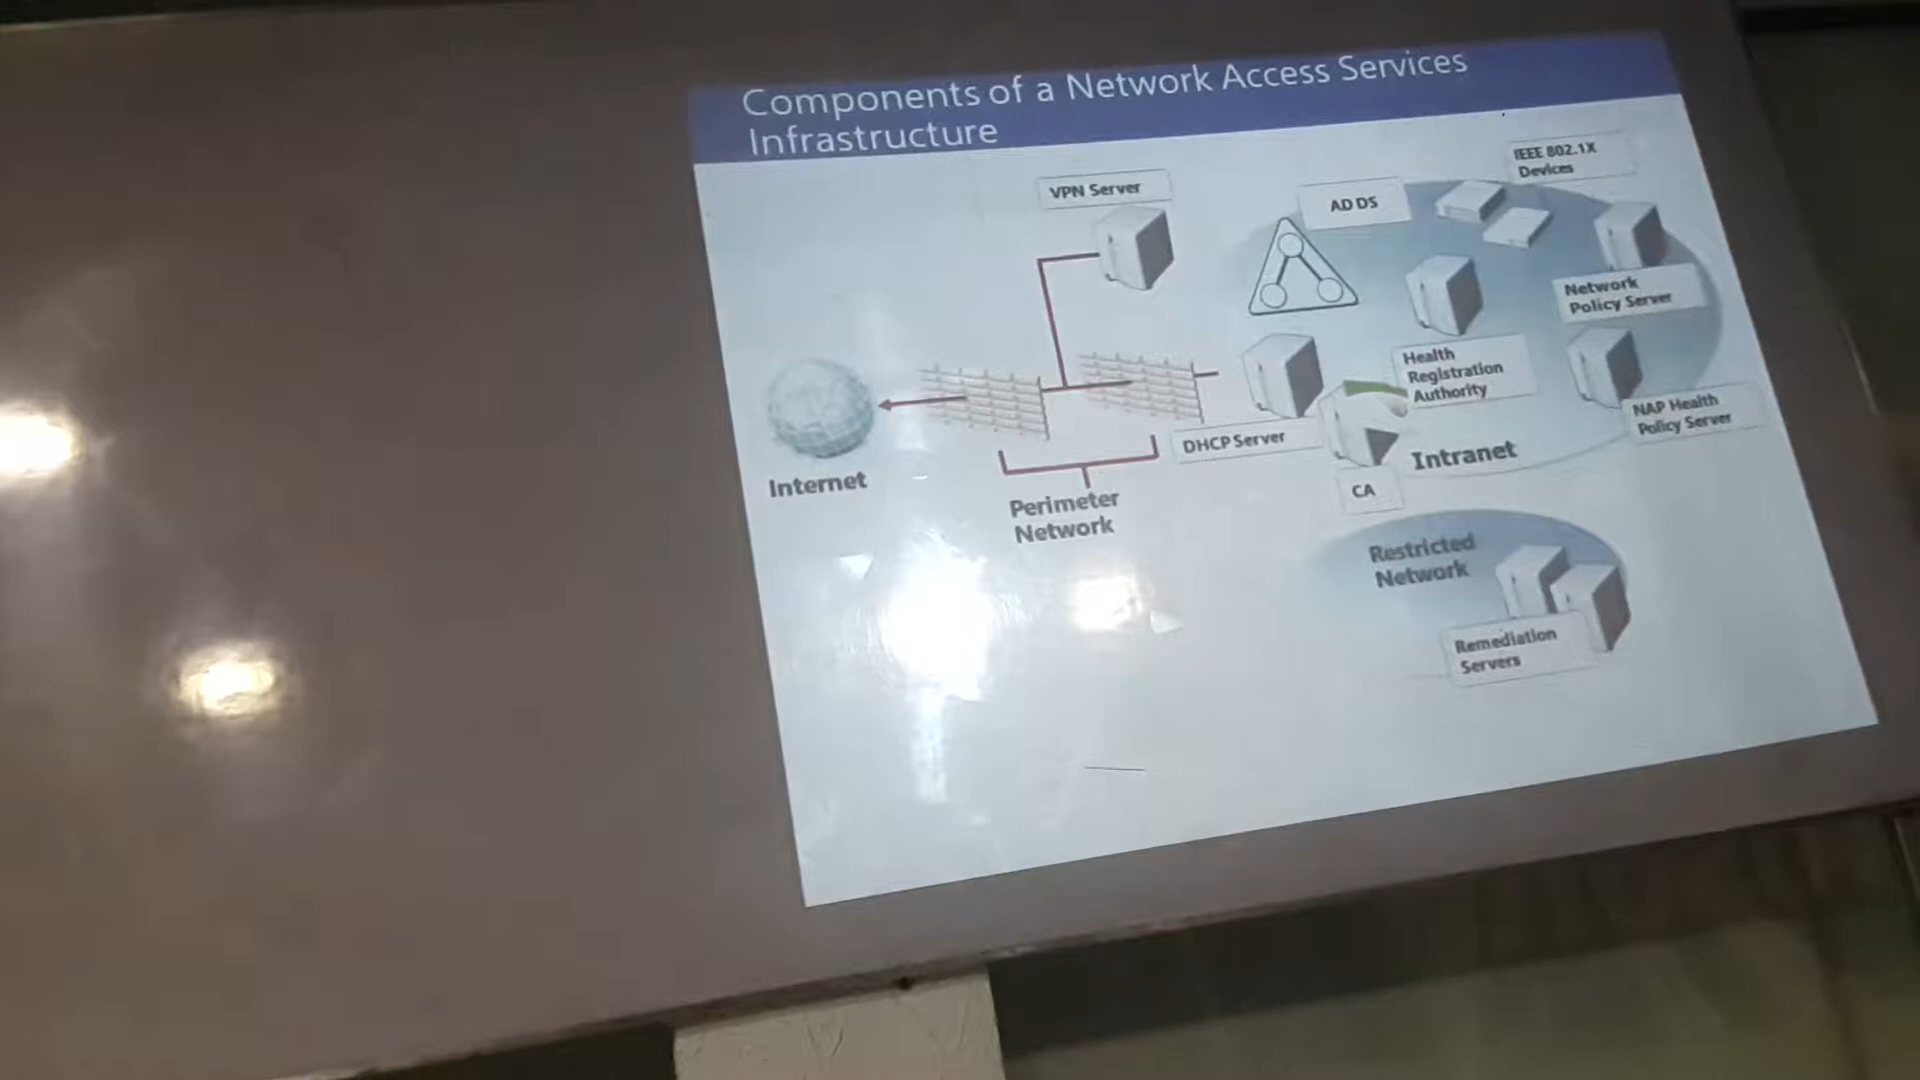 Components of a Network Access Services
Infrastructure
IEEE 802.1X
Devices
VPN Server
AD DS
Network
Policy Server
Health
Registration
Authority
NAP Health
Policy Server
DHCP Server
Intranet
Internet
CA
Perimeter
Network
Restricted
Network
Remediation
Servers